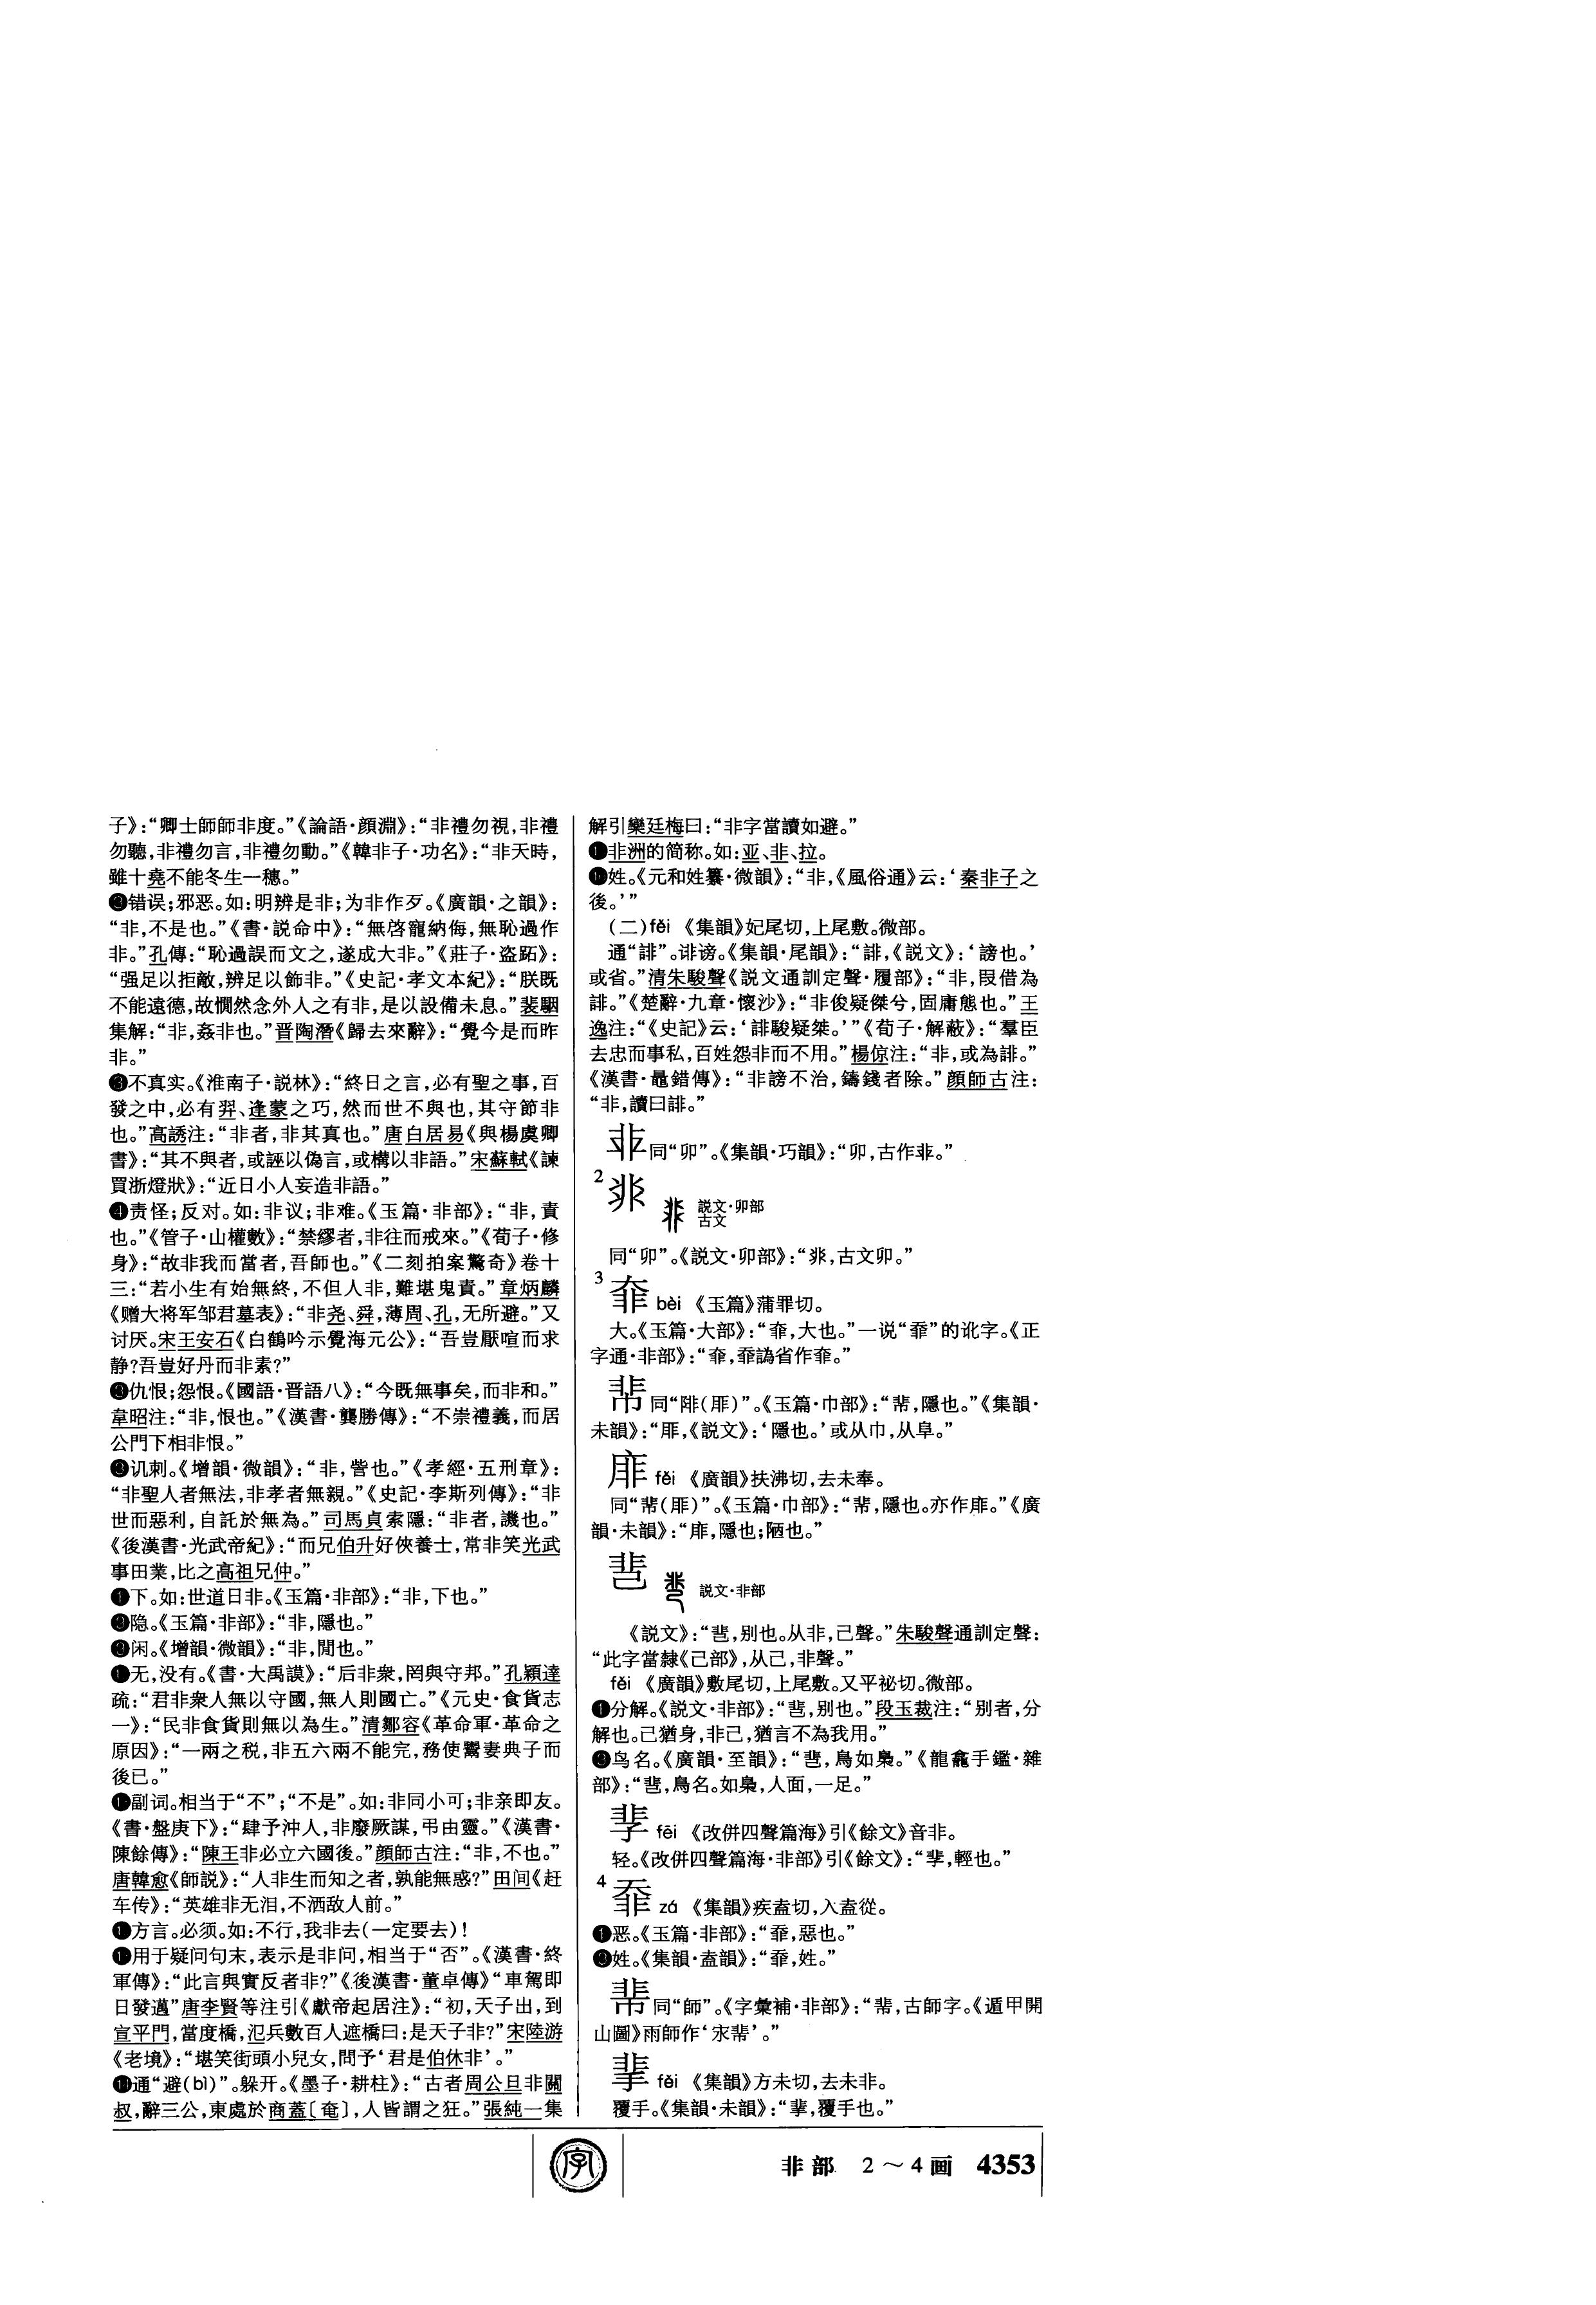 子》：“卿士師師非度。”《論語·顔淵》：“非禮勿視，非禮
勿聽，非禮勿言，非禮勿動。”《韓非子·功名》：“非天時，
雖十堯不能冬生一穗。”
❷错误；邪恶。如：明辨是非；为非作歹。《廣韻·之韻》：
“非，不是也。”《書·説命中》：“無啓寵納侮，無恥過作
非。”孔傳：“恥過誤而文之，遂成大非。”《莊子·盗跖》：
“强足以拒敵，辨足以飾非。”《史記·孝文本紀》：“朕既
不能遠德，故憪然念外人之有非，是以設備未息。”裴駰
集解：“非，姦非也。”晋陶潛《歸去來辭》：“覺今是而昨
非。”
❸不真实。《淮南子·説林》：“終日之言，必有聖之事，百
發之中，必有羿、逢蒙之巧，然而世不與也，其守節非
也。”高誘注：“非者，非其真也。”唐白居易《與楊虞卿
書》：“其不與者，或誣以偽言，或構以非語。”宋蘇軾《諫
買浙燈狀》：“近日小人妄造非語。”
❹责怪；反对。如：非议；非难。《玉篇·非部》：“非，責
也。”《管子·山權數》：“禁繆者，非往而戒來。”《荀子·修
身》：“故非我而當者，吾師也。”《二刻拍案驚奇》卷十
三：“若小生有始無終，不但人非，難堪鬼責。”章炳麟
《赠大将军邹君墓表》：“非尧、舜，薄周、孔，无所避。”又
讨厌。宋王安石《白鶴吟示覺海元公》：“吾豈厭喧而求
静？吾豈好丹而非素？”
仇恨；怨恨。《國語·晋語八》：“今既無事矣，而非和。”
韋昭注：“非，恨也。”《漢書·龔勝傳》：“不崇禮義，而居
公門下相非恨。”
讥刺。《增韻·微韻》：“非，訾也。”《孝經·五刑章》：
“非聖人者無法，非孝者無親。”《史記·李斯列傳》：“非
世而惡利，自託於無為。”司馬貞索隱：“非者，譏也。”
《後漢書·光武帝紀》：“而兄伯升好俠養士，常非笑光武
事田業，比之高祖兄仲。”
下。如：世道日非。《玉篇·非部》：“非，下也。”
隐。《玉篇·非部》：“非，隱也。”
闲。《增韻·微韻》：“非，閒也。”
无，没有。《書·大禹謨》：“后非衆，罔與守邦。”孔穎達
疏：“君非衆人無以守國，無人則國亡。”《元史·食貨志
一》：“民非食貨則無以為生。”清鄒容《革命軍·革命之
原因》：“一兩之税，非五六兩不能完，務使鬻妻典子而
後已。”
副词。相当于“不”；“不是”。如：非同小可；非亲即友。
《書·盤庚下》：“肆予沖人，非廢厥謀，弔由靈。”《漢書·
陳餘傳》：“陳王非必立六國後。”顔師古注：“非，不也。”
唐韓愈《師説》：“人非生而知之者，孰能無惑？”田间《赶
车传》：“英雄非无泪，不洒敌人前。”
方言。必须。如：不行，我非去（一定要去）！
用于疑问句末，表示是非问，相当于“否”。《漢書·終
軍傳》：“此言與實反者非？”《後漢書·董卓傳》“車駕即
日發邁”唐李賢等注引《獻帝起居注》：“初，天子出，到
宣平門，當度橋，氾兵數百人遮橋曰：是天子非？”宋陸游
《老境》：“堪笑街頭小兒女，問予‘君是伯休非’。”
通“避（bì）”。躲开。《墨子·耕柱》：“古者周公旦非關
叔，辭三公，東處於商蓋〔奄〕，人皆謂之狂。”張純一集
解引樂廷梅曰：“非字當讀如避。”
非洲的简称。如：亚、非、拉。
姓。《元和姓纂·微韻》：“非，《風俗通》云：‘秦非子之
後。’”
（二）fěi 《集韻》妃尾切，上尾敷。微部。
通“誹”。诽谤。《集韻·尾韻》：“誹，《説文》：‘謗也。’
或省。”清朱駿聲《説文通訓定聲·履部》：“非，叚借為
誹。”《楚辭·九章·懷沙》：“非俊疑傑兮，固庸態也。”王
逸注：“《史記》云：‘誹駿疑桀。’”《荀子·解蔽》：“羣臣
去忠而事私，百姓怨非而不用。”楊倞注：“非，或為誹。”
《漢書·鼂錯傳》：“非謗不治，鑄錢者除。”顔師古注：
“非，讀曰誹。”
同“卯”。《集韻·巧韻》：“卯，古作。”
2
説文·卯部
古文
同“卯”。《説文·卯部》：“，古文卯。”
3
bèi 《玉篇》蒲罪切。
大。《玉篇·大部》：“，大也。”一说“”的讹字。《正
字通·非部》：“，譌省作。”
同“陫（厞）”。《玉篇·巾部》：“，隱也。”《集韻·
未韻》：“厞，《説文》：‘隱也。’或从巾，从阜。”
fěi 《廣韻》扶沸切，去未奉。
同“（厞）”。《玉篇·巾部》：“，隱也。亦作。”《廣
韻·未韻》：“，隱也；陋也。”
説文·非部
《説文》：“，别也。从非，己聲。”朱駿聲通訓定聲：
“此字當隸《己部》，从己，非聲。”
fěi 《廣韻》敷尾切，上尾敷。又平祕切。微部。
❶分解。《説文·非部》：“，别也。”段玉裁注：“别者，分
解也。己猶身，非己，猶言不為我用。”
❷鸟名。《廣韻·至韻》：“，鳥如梟。”《龍龕手鑑·雜
部》：“，鳥名。如梟，人面，一足。”
fēi 《改併四聲篇海》引《餘文》音非。
轻。《改併四聲篇海·非部》引《餘文》：“，輕也。”
4
zá 《集韻》疾盍切，入盍從。
❶恶。《玉篇·非部》：“，惡也。”
❷姓。《集韻·盍韻》：“，姓。”
同“師”。《字彙補·非部》：“，古師字。《遁甲開
山圖》雨師作‘’。”
fěi 《集韻》方未切，去未非。
覆手。《集韻·未韻》：“，覆手也。”
字
非部 2～4画 4353